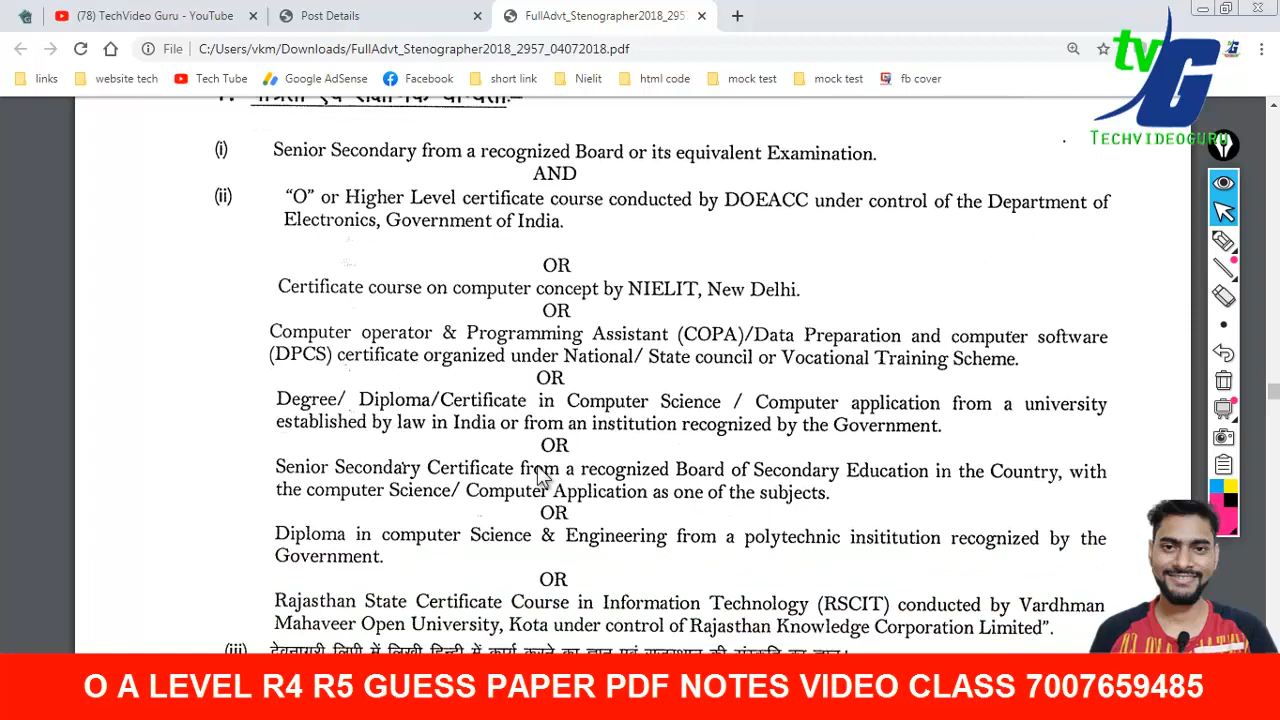 (78) TechVideo Guru - YouTube
Post Details
FullAdvt_Stenographer2018_295
File
C:/Users/vkm/Downloads/FullAdvt_Stenographer2018_2957_04072018.pdf
links
website tech
Tech Tube
Google AdSense
Facebook
short link
Nielit
html code
mock test
mock test
fb cover
tv
G
TECHVIDEOGURU
(i) Senior Secondary from a recognized Board or its equivalent Examination.
AND
(ii) “O” or Higher Level certificate course conducted by DOEACC under control of the Department of
Electronics, Government of India.
OR
Certificate course on computer concept by NIELIT, New Delhi.
OR
Computer operator & Programming Assistant (COPA)/Data Preparation and computer software
(DPCS) certificate organized under National/ State council or Vocational Training Scheme.
OR
Degree/ Diploma/Certificate in Computer Science / Computer application from a university
established by law in India or from an institution recognized by the Government.
OR
Senior Secondary Certificate from a recognized Board of Secondary Education in the Country, with
the computer Science/ Computer Application as one of the subjects.
OR
Diploma in computer Science & Engineering from a polytechnic insititution recognized by the
Government.
OR
Rajasthan State Certificate Course in Information Technology (RSCIT) conducted by Vardhman
Mahaveer Open University, Kota under control of Rajasthan Knowledge Corporation Limited”.
(iii) देवनागरी लिपी में लिखी हिन्दी में कार्य करने का ज्ञान एवं राजस्थान की संस्कृति का ज्ञान।
O A LEVEL R4 R5 GUESS PAPER PDF NOTES VIDEO CLASS 7007659485